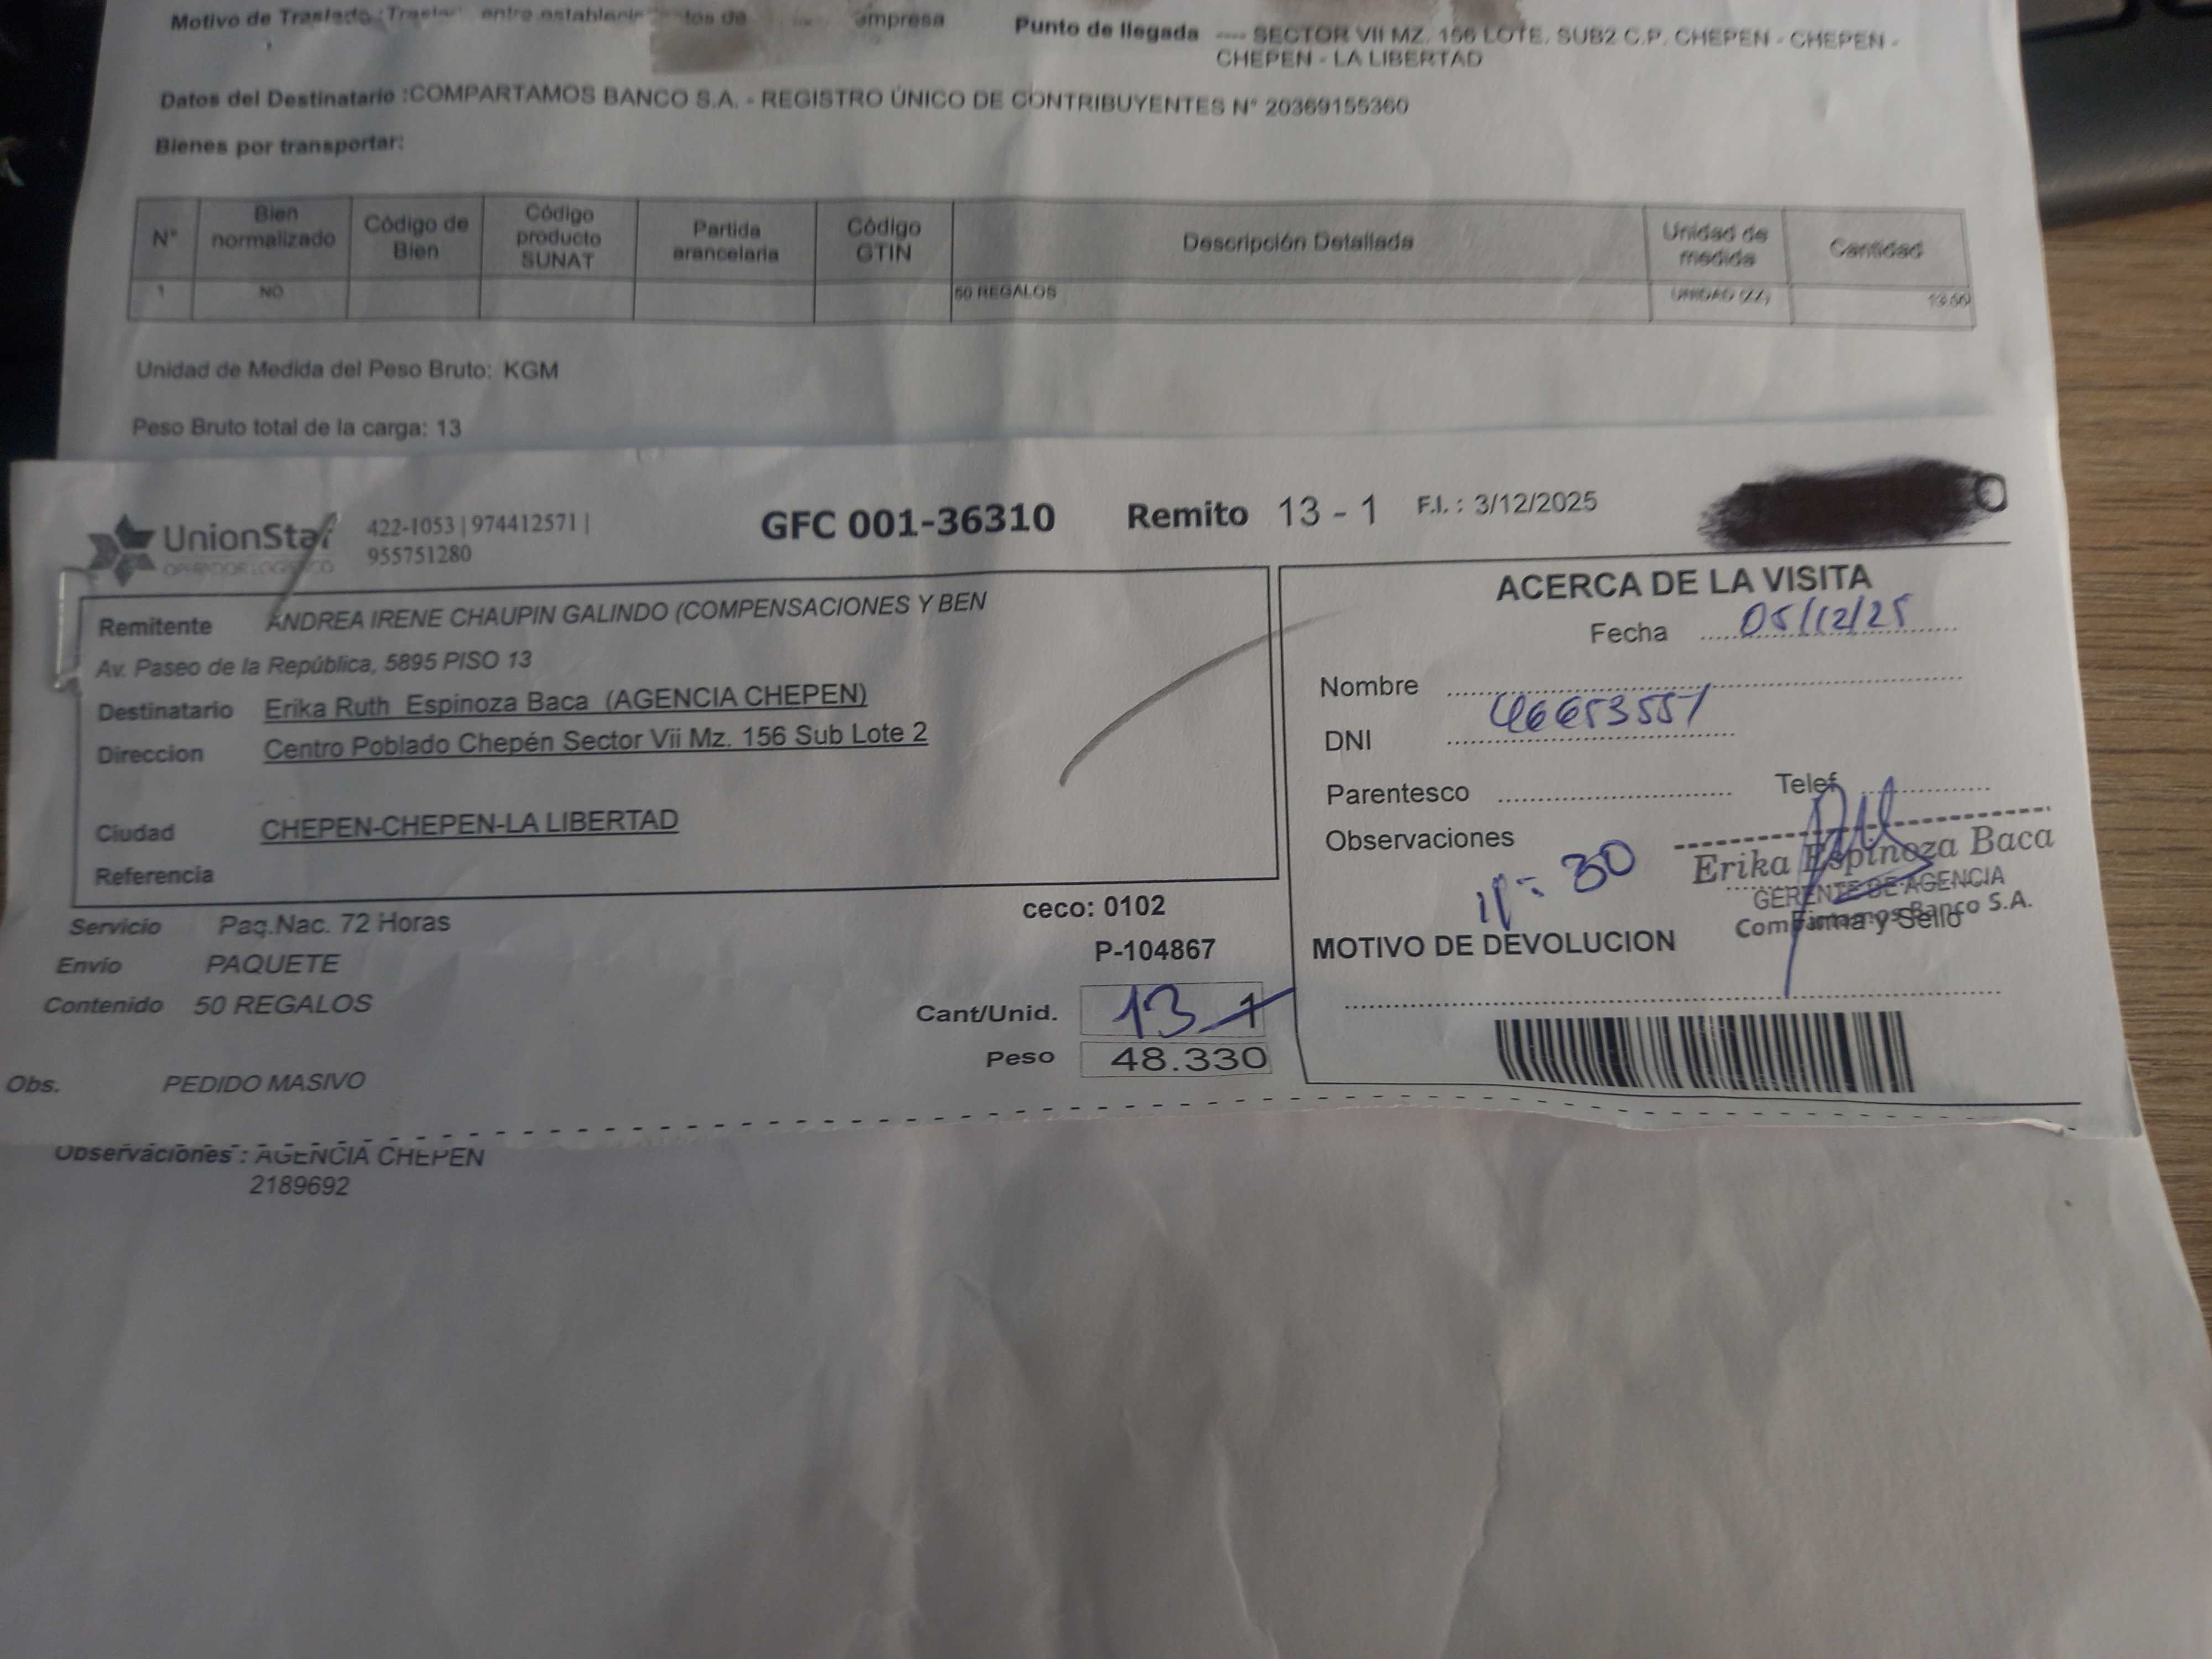 Motivo de Traslado : entre establecimientos de empresa
Punto de llegada ---- SECTOR VII MZ. 156 LOTE. SUB2 C.P. CHEPEN - CHEPEN -
CHEPEN - LA LIBERTAD
Datos del Destinatario :COMPARTAMOS BANCO S.A. - REGISTRO ÚNICO DE CONTRIBUYENTES N° 20369155360
Bienes por transportar:
N° Bien normalizado Código de Bien Código producto SUNAT Partida arancelaria Código GTIN Descripción Detallada Unidad de medida Cantidad
1 NO 50 REGALOS UNIDAD (ZZ)
Unidad de Medida del Peso Bruto: KGM
Peso Bruto total de la carga: 13
UnionStar
OPERADOR LOGISTICO
422-1053 | 974412571 |
955751280
GFC 001-36310 Remito 13 - 1 F.I. : 3/12/2025
Remitente ANDREA IRENE CHAUPIN GALINDO (COMPENSACIONES Y BEN
Av. Paseo de la República, 5895 PISO 13
Destinatario Erika Ruth Espinoza Baca (AGENCIA CHEPEN)
Direccion Centro Poblado Chepén Sector Vii Mz. 156 Sub Lote 2
Ciudad CHEPEN-CHEPEN-LA LIBERTAD
Referencia
Servicio Paq.Nac. 72 Horas
Envio PAQUETE
Contenido 50 REGALOS
Obs. PEDIDO MASIVO
ceco: 0102
P-104867
Cant/Unid. 13 1
Peso 48.330
ACERCA DE LA VISITA
Fecha 05/12/25
Nombre
DNI 46653557
Parentesco Telef
Observaciones
30
Erika Espinoza Baca
GERENTE DE AGENCIA
Compartamos Banco S.A.
Firma y Sello
MOTIVO DE DEVOLUCION
Observaciones : AGENCIA CHEPEN
2189692